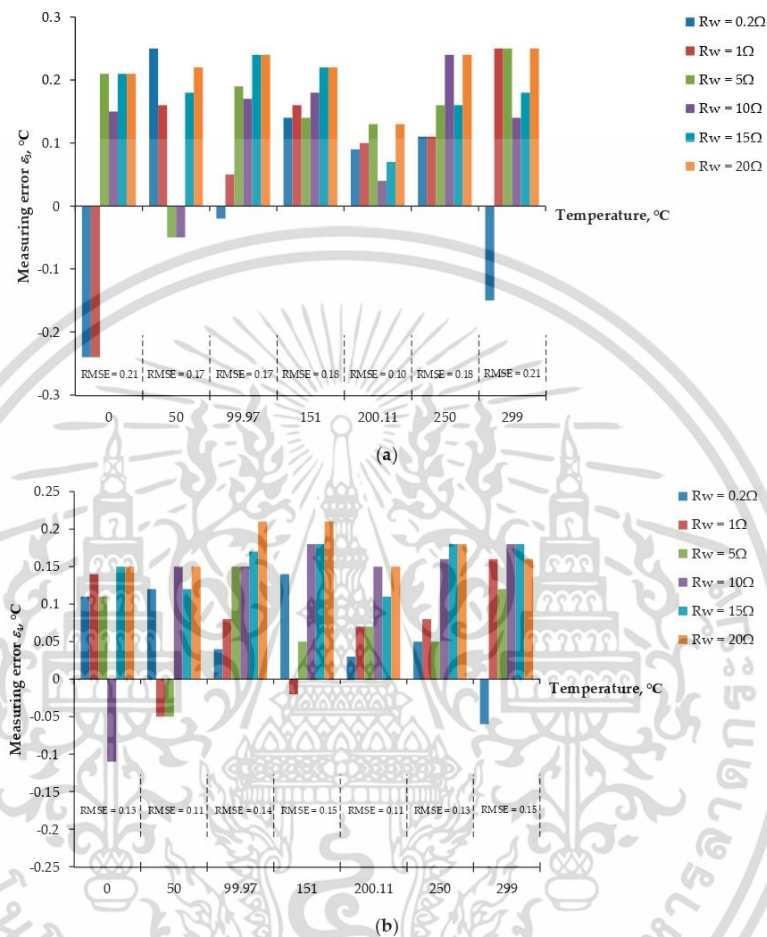 0.3
0.2
0.1
0
-0.1
-0.2
-0.3
Measuring error ε₃, °C
Temperature, °C
Rw = 0.2Ω
Rw = 1Ω
Rw = 5Ω
Rw = 10Ω
Rw = 15Ω
Rw = 20Ω
RMSE = 0.21 RMSE = 0.17 RMSE = 0.17 RMSE = 0.18 RMSE = 0.10 RMSE = 0.18 RMSE = 0.21
0 50 99.97 151 200.11 250 299
(a)
0.25
0.2
0.15
0.1
0.05
0
-0.05
-0.1
-0.15
-0.2
-0.25
Measuring error ε₄, °C
Temperature, °C
Rw = 0.2Ω
Rw = 1Ω
Rw = 5Ω
Rw = 10Ω
Rw = 15Ω
Rw = 20Ω
RMSE = 0.13 RMSE = 0.11 RMSE = 0.14 RMSE = 0.15 RMSE = 0.11 RMSE = 0.13 RMSE = 0.15
0 50 99.97 151 200.11 250 299
(b)